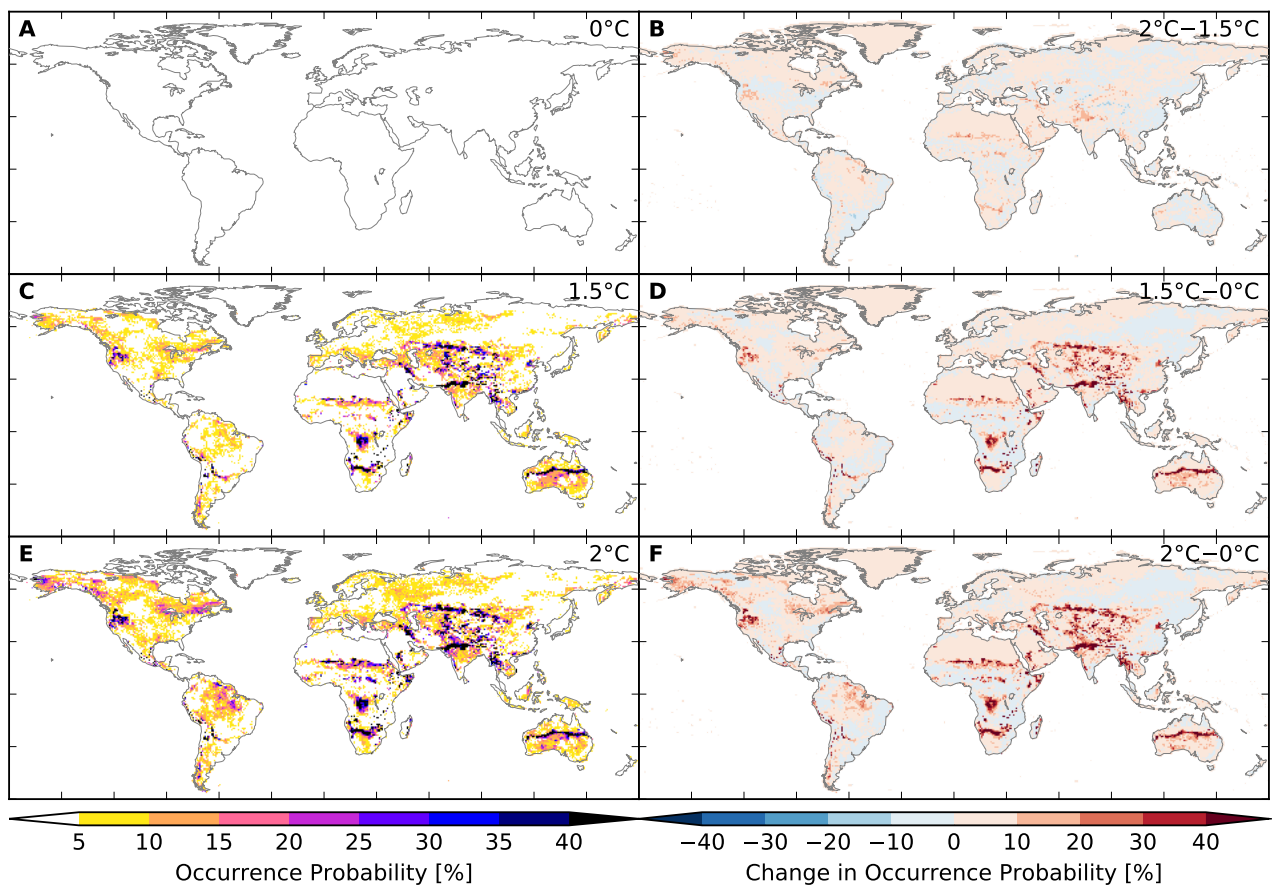 A 0°C
B 2°C−1.5°C
C 1.5°C
D 1.5°C−0°C
E 2°C
F 2°C−0°C
5 10 15 20 25 30 35 40
−40 −30 −20 −10 0 10 20 30 40
Occurrence Probability [%]
Change in Occurrence Probability [%]